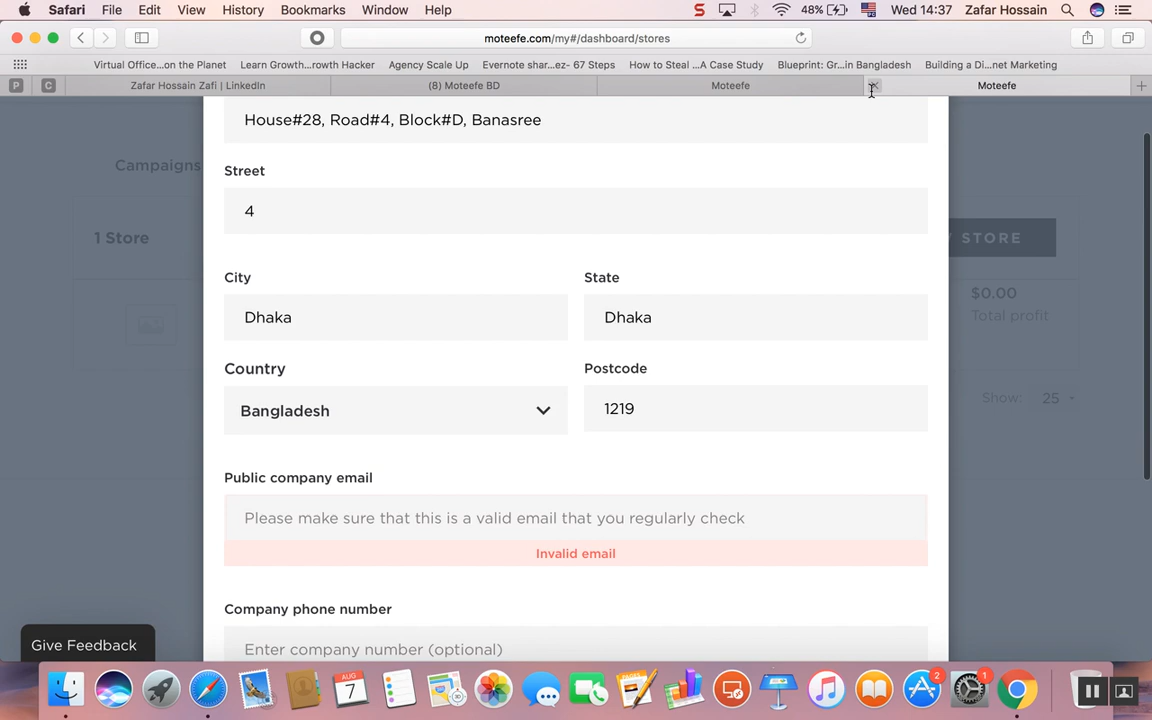 Safari File Edit View History Bookmarks Window Help S 48% Wed 14:37 Zafar Hossain
moteefe.com/my#/dashboard/stores
Virtual Office...on the Planet Learn Growth...rowth Hacker Agency Scale Up Evernote shar...ez- 67 Steps How to Steal ...A Case Study Blueprint: Gr...in Bangladesh Building a Di...net Marketing
P C Zafar Hossain Zafi | LinkedIn (8) Moteefe BD Moteefe Moteefe
House#28, Road#4, Block#D, Banasree
Campaigns
Street
4
1 Store
STORE
City State
$0.00
Dhaka Dhaka
Total profit
Country Postcode
Bangladesh 1219
Show: 25
Public company email
Please make sure that this is a valid email that you regularly check
Invalid email
Company phone number
Give Feedback
Enter company number (optional)
AUG
7
2
1